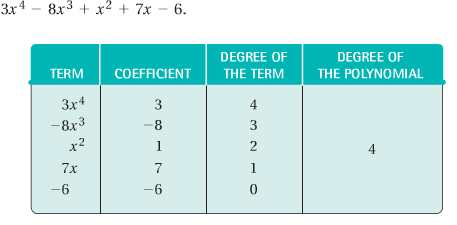 3x⁴ − 8x³ + x² + 7x − 6.
TERM COEFFICIENT DEGREE OF THE TERM DEGREE OF THE POLYNOMIAL
3x⁴ 3 4
−8x³ −8 3
x² 1 2 4
7x 7 1
−6 −6 0